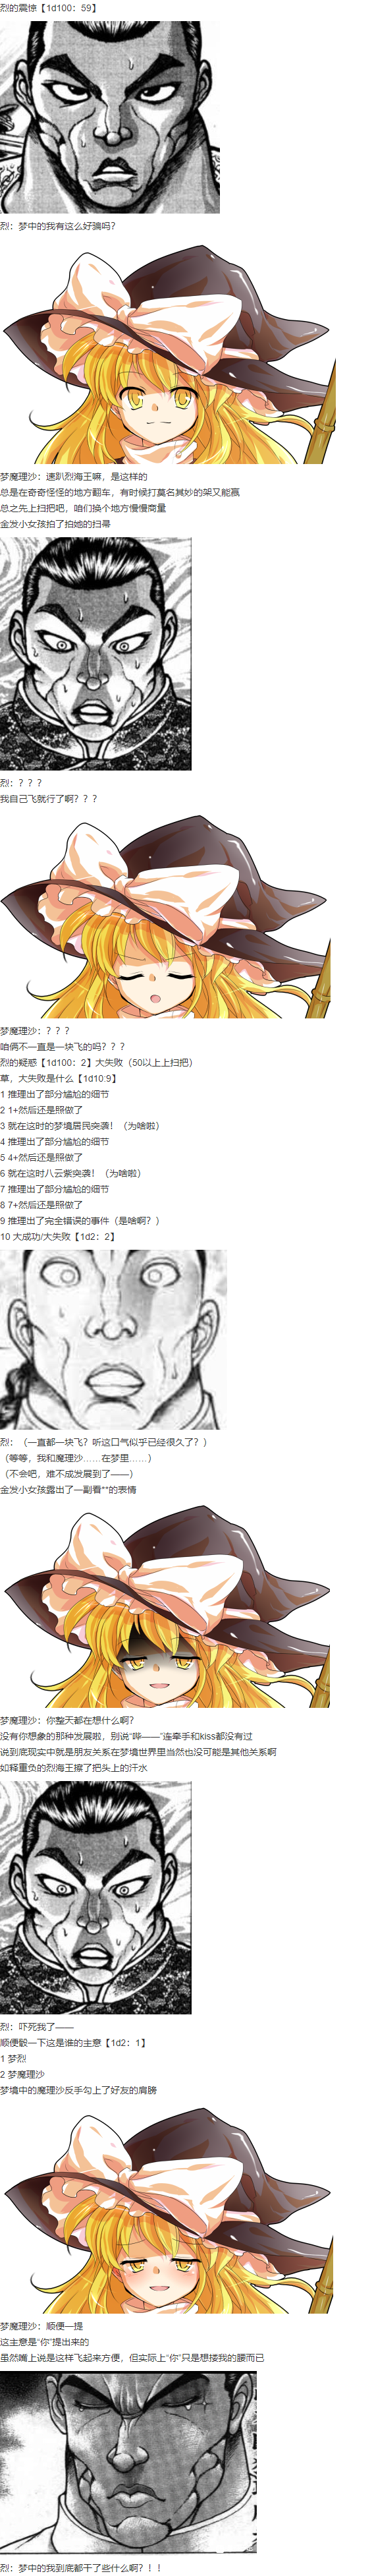 烈的震惊【1d100：59】
烈：梦中的我有这么好骗吗？
梦魔理沙：速趴烈海王嘛，是这样的
总是在奇奇怪怪的地方翻车，有时候打莫名其妙的架又能赢
总之先上扫把吧，咱们换个地方慢慢商量
金发小女孩拍了拍她的扫帚
烈：？？？
我自己飞就行了啊？？？
梦魔理沙：？？？
咱俩不一直是一块飞的吗？？？
烈的疑惑【1d100：2】大失败（50以上上扫把）
草，大失败是什么【1d10:9】
1 推理出了部分尴尬的细节
2 1+然后还是照做了
3 就在这时的梦境居民突袭！（为啥啦）
4 推理出了部分尴尬的细节
5 4+然后还是照做了
6 就在这时八云紫突袭！（为啥啦）
7 推理出了部分尴尬的细节
8 7+然后还是照做了
9 推理出了完全错误的事件（是啥啊？）
10 大成功/大失败【1d2：2】
烈：（一直都一块飞？听这口气似乎已经很久了？）
（等等，我和魔理沙……在梦里……）
（不会吧，难不成发展到了——）
金发小女孩露出了一副看**的表情
梦魔理沙：你整天都在想什么啊？
没有你想象的那种发展啦，别说“哔——”连牵手和kiss都没有过
说到底现实中就是朋友关系在梦境世界里当然也没可能是其他关系啊
如释重负的烈海王擦了把头上的汗水
烈：吓死我了——
顺便骰一下这是谁的主意【1d2：1】
1 梦烈
2 梦魔理沙
梦境中的魔理沙反手勾上了好友的肩膀
梦魔理沙：顺便一提
这主意是“你”提出来的
虽然嘴上说是这样飞起来方便，但实际上“你”只是想搂我的腰而已
烈：梦中的我到底都干了些什么啊？！！